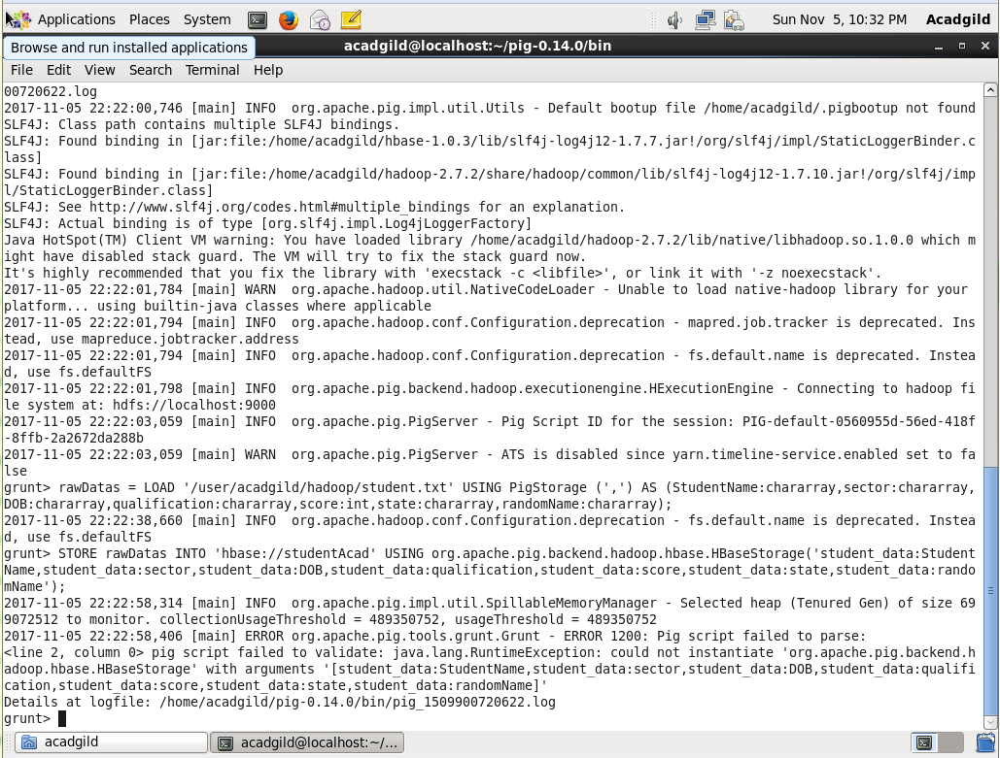 Applications Places System Sun Nov 5, 10:32 PM Acadgild
Browse and run installed applications acadgild@localhost:~/pig-0.14.0/bin
File Edit View Search Terminal Help
00720622.log
2017-11-05 22:22:00,746 [main] INFO  org.apache.pig.impl.util.Utils - Default bootup file /home/acadgild/.pigbootup not found
SLF4J: Class path contains multiple SLF4J bindings.
SLF4J: Found binding in [jar:file:/home/acadgild/hbase-1.0.3/lib/slf4j-log4j12-1.7.7.jar!/org/slf4j/impl/StaticLoggerBinder.c
lass]
SLF4J: Found binding in [jar:file:/home/acadgild/hadoop-2.7.2/share/hadoop/common/lib/slf4j-log4j12-1.7.10.jar!/org/slf4j/imp
l/StaticLoggerBinder.class]
SLF4J: See http://www.slf4j.org/codes.html#multiple_bindings for an explanation.
SLF4J: Actual binding is of type [org.slf4j.impl.Log4jLoggerFactory]
Java HotSpot(TM) Client VM warning: You have loaded library /home/acadgild/hadoop-2.7.2/lib/native/libhadoop.so.1.0.0 which m
ight have disabled stack guard. The VM will try to fix the stack guard now.
It's highly recommended that you fix the library with 'execstack -c <libfile>', or link it with '-z noexecstack'.
2017-11-05 22:22:01,784 [main] WARN  org.apache.hadoop.util.NativeCodeLoader - Unable to load native-hadoop library for your
platform... using builtin-java classes where applicable
2017-11-05 22:22:01,794 [main] INFO  org.apache.hadoop.conf.Configuration.deprecation - mapred.job.tracker is deprecated. Ins
tead, use mapreduce.jobtracker.address
2017-11-05 22:22:01,794 [main] INFO  org.apache.hadoop.conf.Configuration.deprecation - fs.default.name is deprecated. Instea
d, use fs.defaultFS
2017-11-05 22:22:01,798 [main] INFO  org.apache.pig.backend.hadoop.executionengine.HExecutionEngine - Connecting to hadoop fi
le system at: hdfs://localhost:9000
2017-11-05 22:22:03,059 [main] INFO  org.apache.pig.PigServer - Pig Script ID for the session: PIG-default-0560955d-56ed-418f
-8ffb-2a2672da288b
2017-11-05 22:22:03,059 [main] WARN  org.apache.pig.PigServer - ATS is disabled since yarn.timeline-service.enabled set to fa
lse
grunt> rawDatas = LOAD '/user/acadgild/hadoop/student.txt' USING PigStorage (',') AS (StudentName:chararray,sector:chararray,
DOB:chararray,qualification:chararray,score:int,state:chararray,randomName:chararray);
2017-11-05 22:22:38,660 [main] INFO  org.apache.hadoop.conf.Configuration.deprecation - fs.default.name is deprecated. Instea
d, use fs.defaultFS
grunt> STORE rawDatas INTO 'hbase://studentAcad' USING org.apache.pig.backend.hadoop.hbase.HBaseStorage('student_data:Student
Name,student_data:sector,student_data:DOB,student_data:qualification,student_data:score,student_data:state,student_data:rando
mName');
2017-11-05 22:22:58,314 [main] INFO  org.apache.pig.impl.util.SpillableMemoryManager - Selected heap (Tenured Gen) of size 69
9072512 to monitor. collectionUsageThreshold = 489350752, usageThreshold = 489350752
2017-11-05 22:22:58,406 [main] ERROR org.apache.pig.tools.grunt.Grunt - ERROR 1200: Pig script failed to parse:
<line 2, column 0> pig script failed to validate: java.lang.RuntimeException: could not instantiate 'org.apache.pig.backend.h
adoop.hbase.HBaseStorage' with arguments '[student_data:StudentName,student_data:sector,student_data:DOB,student_data:qualifi
cation,student_data:score,student_data:state,student_data:randomName]'
Details at logfile: /home/acadgild/pig-0.14.0/bin/pig_1509900720622.log
grunt>
acadgild acadgild@localhost:~/...